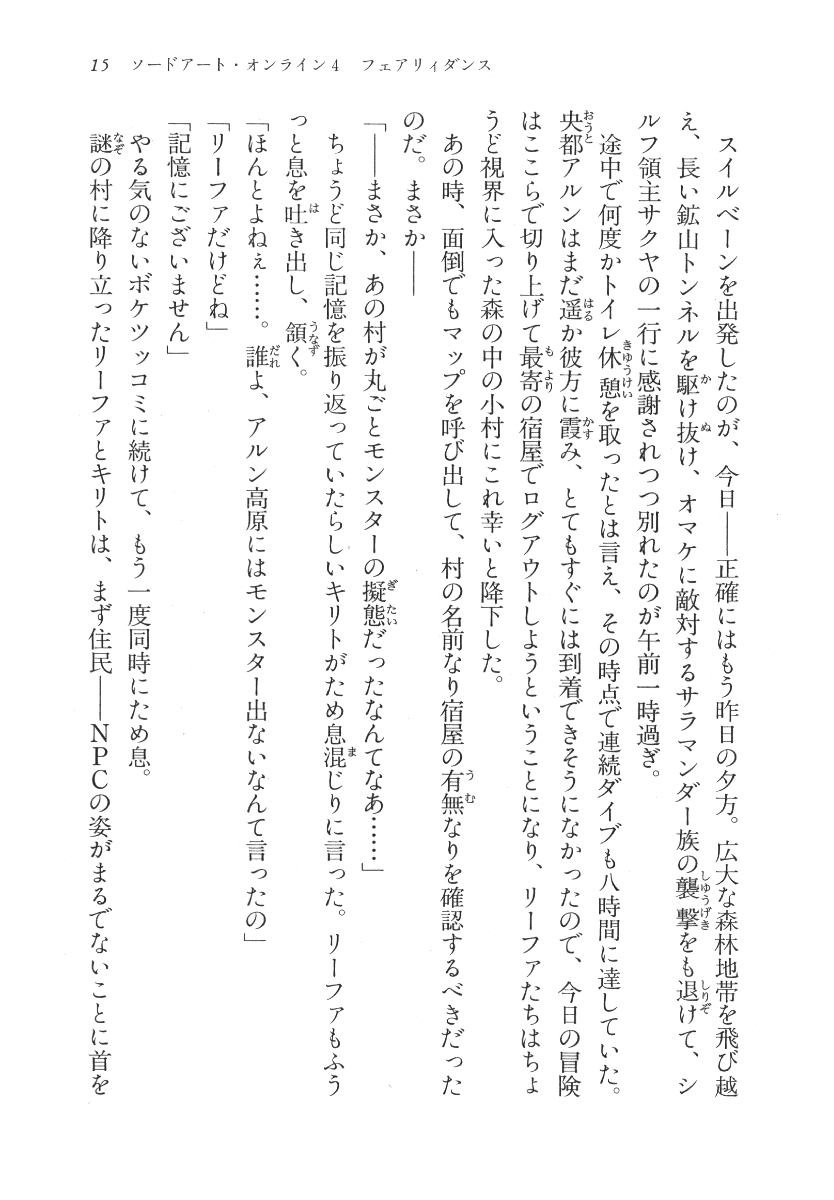 15　ソードアート・オンライン4　フェアリィダンス
　スイルベーンを出発したのが、今日――正確にはもう昨日の夕方。広大な森林地帯を飛び越
え、長い鉱山トンネルを駆け抜け、オマケに敵対するサラマンダー族の襲撃をも退けて、シ
ルフ領主サクヤの一行に感謝されつつ別れたのが午前一時過ぎ。
　途中で何度かトイレ休憩を取ったとは言え、その時点で連続ダイブも八時間に達していた。
央都アルンはまだ遥か彼方に霞み、とてもすぐには到着できそうになかったので、今日の冒険
はここらで切り上げて最寄の宿屋でログアウトしようということになり、リーファたちはちょ
うど視界に入った森の中の小村にこれ幸いと降下した。
　あの時、面倒でもマップを呼び出して、村の名前なり宿屋の有無なりを確認するべきだった
のだ。まさか――
「――まさか、あの村が丸ごとモンスターの擬態だったなんてなあ……」
　ちょうど同じ記憶を振り返っていたらしいキリトがため息混じりに言った。リーファもふう
っと息を吐き出し、頷く。
「ほんとよねぇ……。誰よ、アルン高原にはモンスター出ないなんて言ったの」
「リーファだけどね」
「記憶にございません」
　やる気のないボケツッコミに続けて、もう一度同時にため息。
　謎の村に降り立ったリーファとキリトは、まず住民――NPCの姿がまるでないことに首を